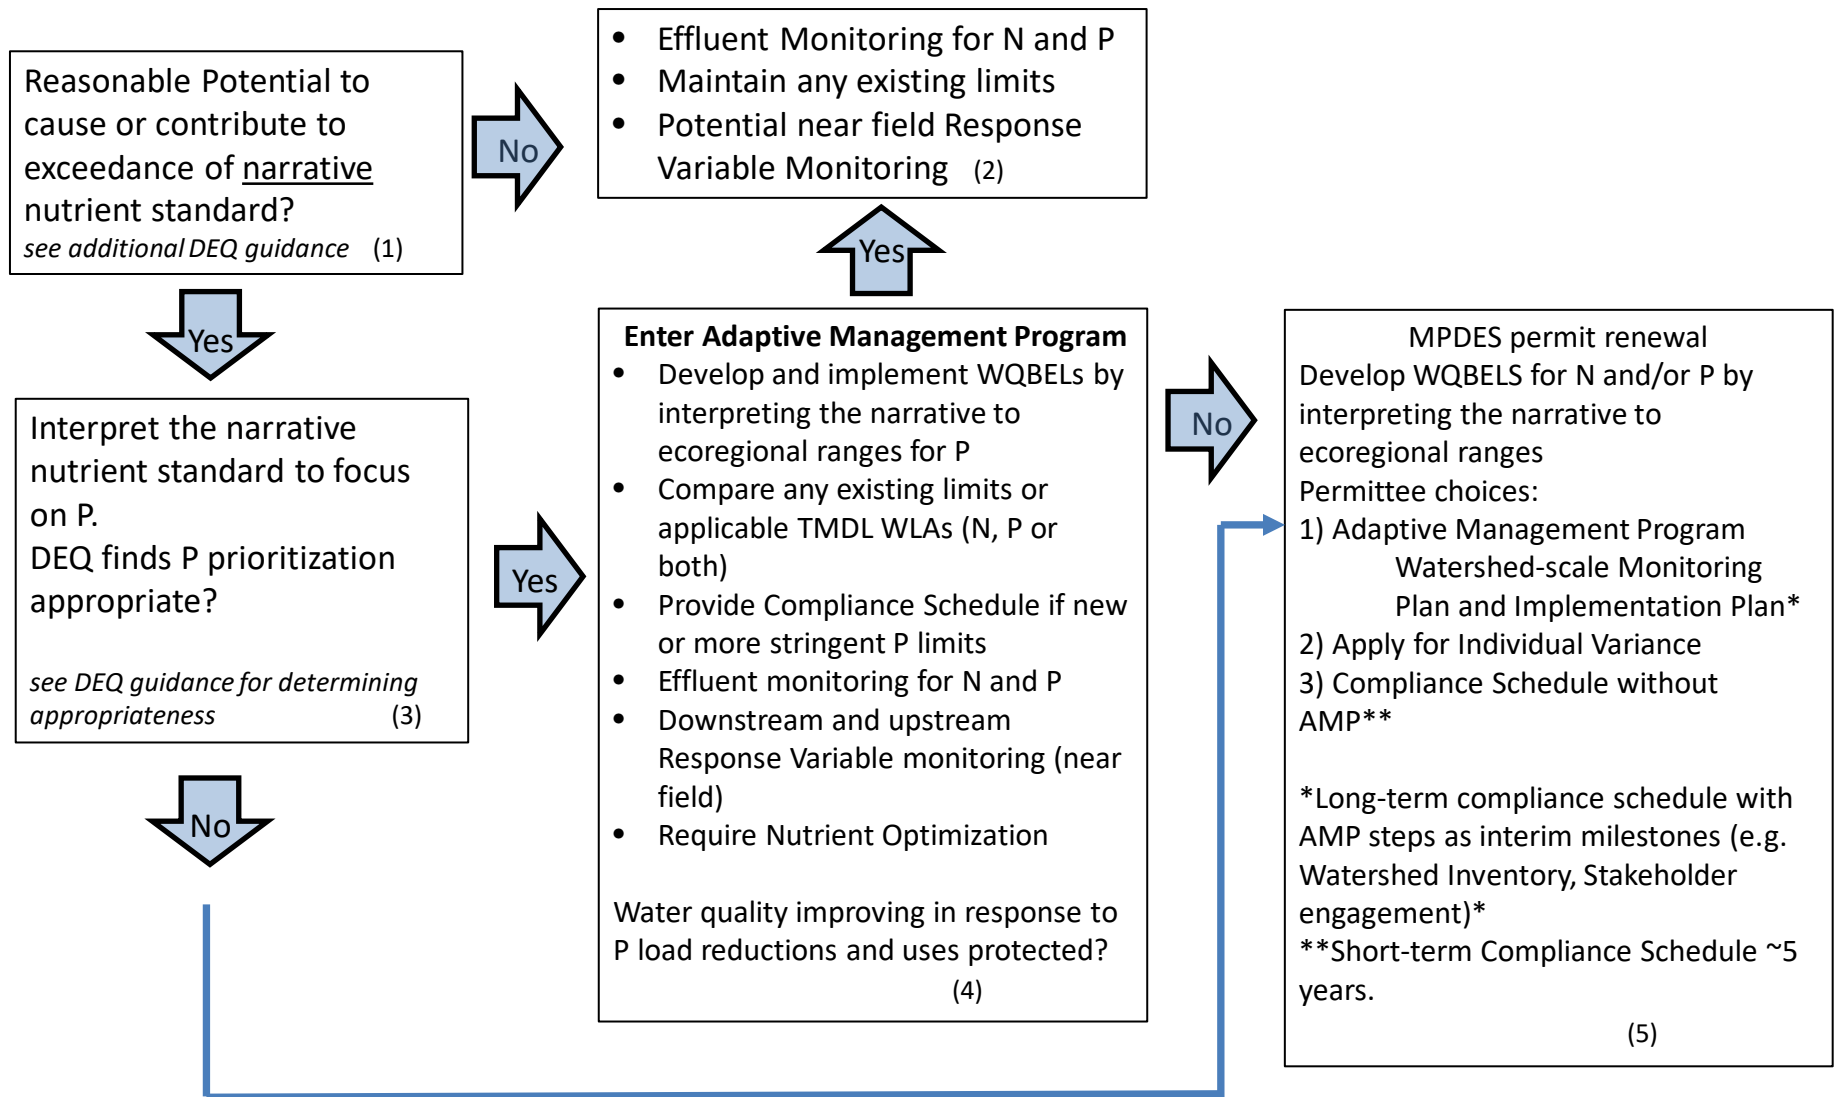 Reasonable Potential to
cause or contribute to
exceedance of narrative
nutrient standard?
see additional DEQ guidance (1)
No
• Effluent Monitoring for N and P
• Maintain any existing limits
• Potential near field Response
Variable Monitoring (2)
Yes
Yes
Interpret the narrative
nutrient standard to focus
on P.
DEQ finds P prioritization
appropriate?
see DEQ guidance for determining
appropriateness (3)
Yes
No
Enter Adaptive Management Program
• Develop and implement WQBELs by
interpreting the narrative to
ecoregional ranges for P
• Compare any existing limits or
applicable TMDL WLAs (N, P or
both)
• Provide Compliance Schedule if new
or more stringent P limits
• Effluent monitoring for N and P
• Downstream and upstream
Response Variable monitoring (near
field)
• Require Nutrient Optimization
Water quality improving in response to
P load reductions and uses protected?
(4)
No
MPDES permit renewal
Develop WQBELS for N and/or P by
interpreting the narrative to
ecoregional ranges
Permittee choices:
1) Adaptive Management Program
Watershed-scale Monitoring
Plan and Implementation Plan*
2) Apply for Individual Variance
3) Compliance Schedule without
AMP**
*Long-term compliance schedule with
AMP steps as interim milestones (e.g.
Watershed Inventory, Stakeholder
engagement)*
**Short-term Compliance Schedule ~5
years.
(5)